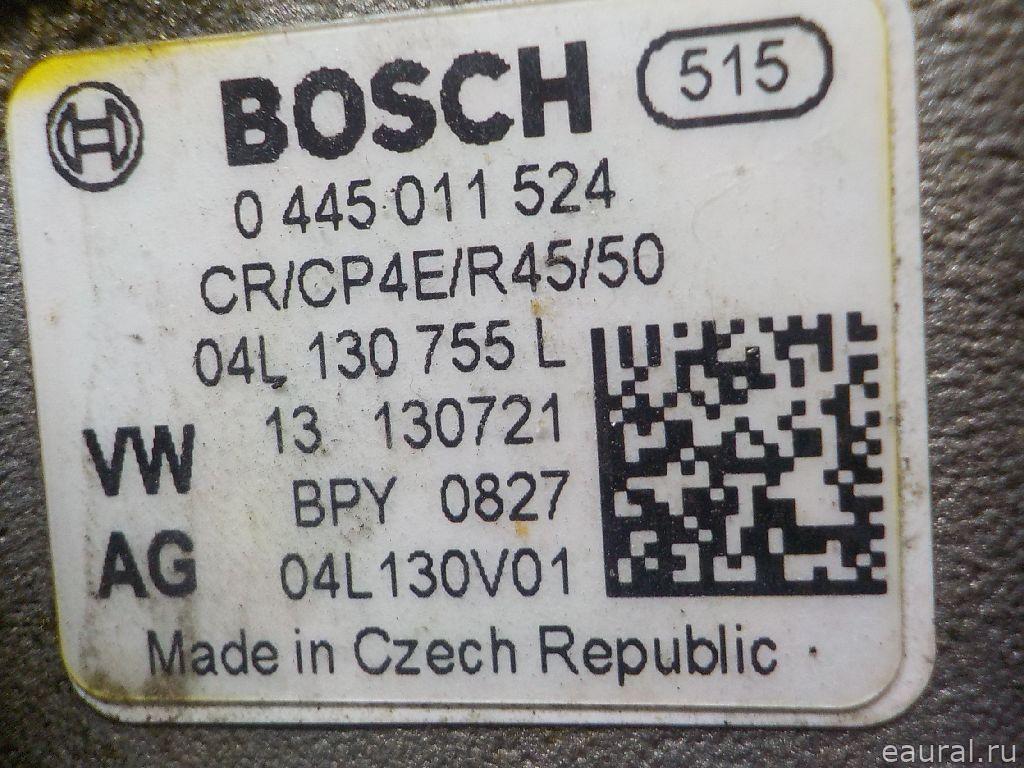 BOSCH 515
0 445 011 524
CR/CP4E/R45/50
04L 130 755 L
13 130721
VW
BPY 0827
AG
04L130V01
Made in Czech Republic
eaural.ru